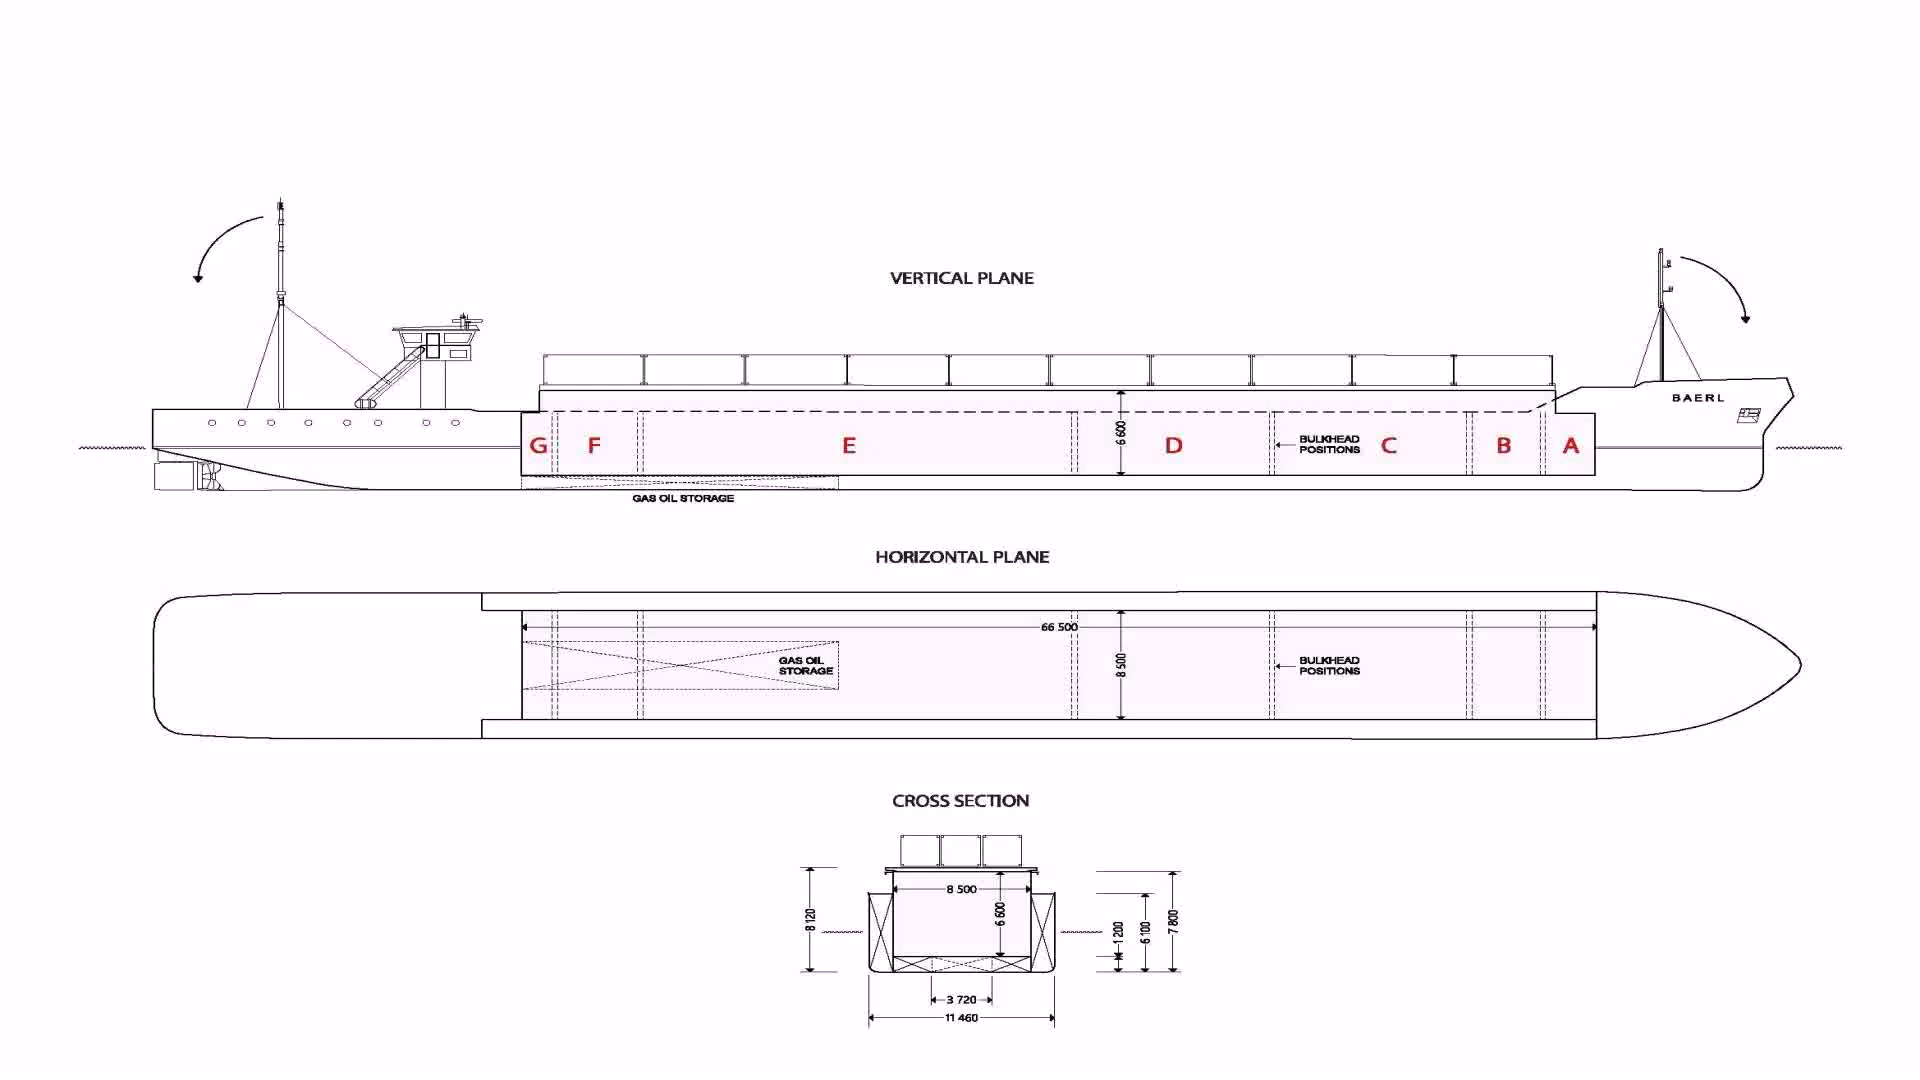 VERTICAL PLANE
BAERL
6 600
G F E D C B A
BULKHEAD
POSITIONS
GAS OIL STORAGE
HORIZONTAL PLANE
66 500
GAS OIL
STORAGE
8 500
BULKHEAD
POSITIONS
CROSS SECTION
8 500
6 600
8 120
1 200
6 100
7 800
3 720
11 460